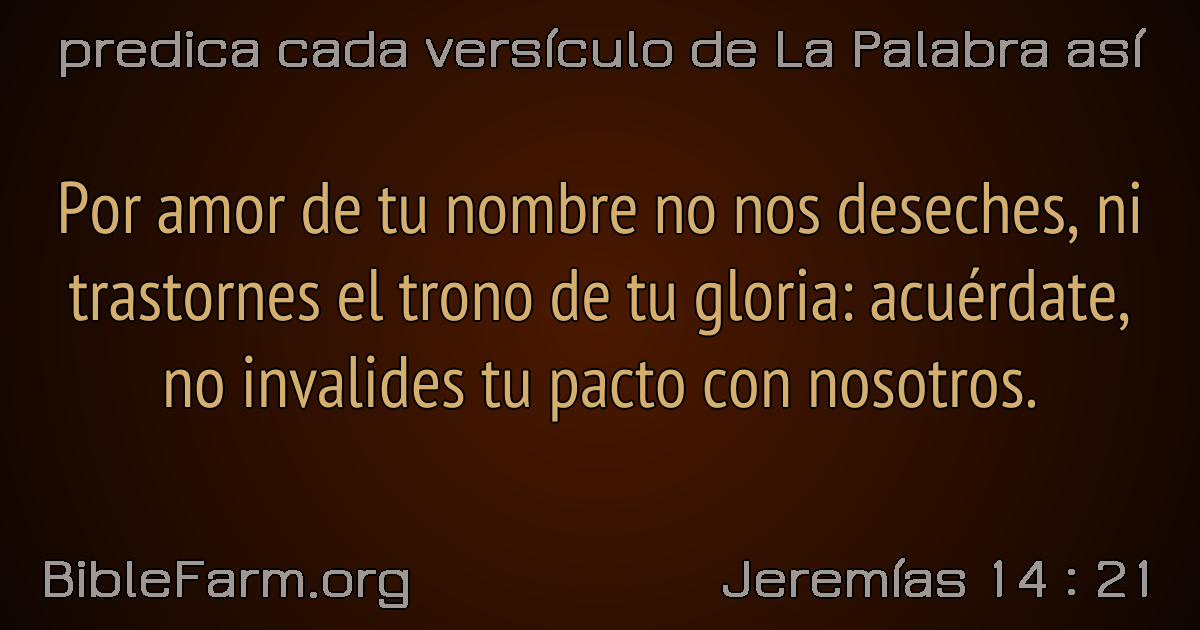 predica cada versículo de La Palabra así
Por amor de tu nombre no nos deseches, ni
trastornes el trono de tu gloria: acuérdate,
no invalides tu pacto con nosotros.
BibleFarm.org
Jeremías 14 : 21